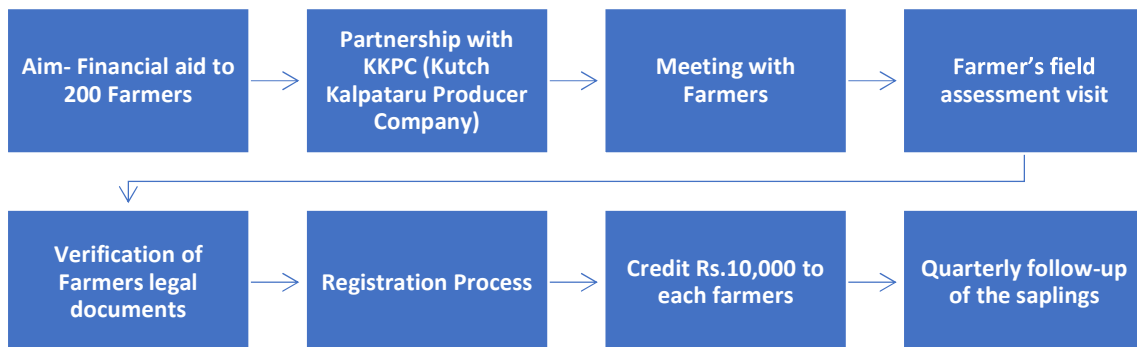 Aim- Financial aid to
200 Farmers
Partnership with
KKPC (Kutch
Kalpataru Producer
Company)
Meeting with
Farmers
Farmer’s field
assessment visit
Verification of
Farmers legal
documents
Registration Process
Credit Rs.10,000 to
each farmers
Quarterly follow-up
of the saplings